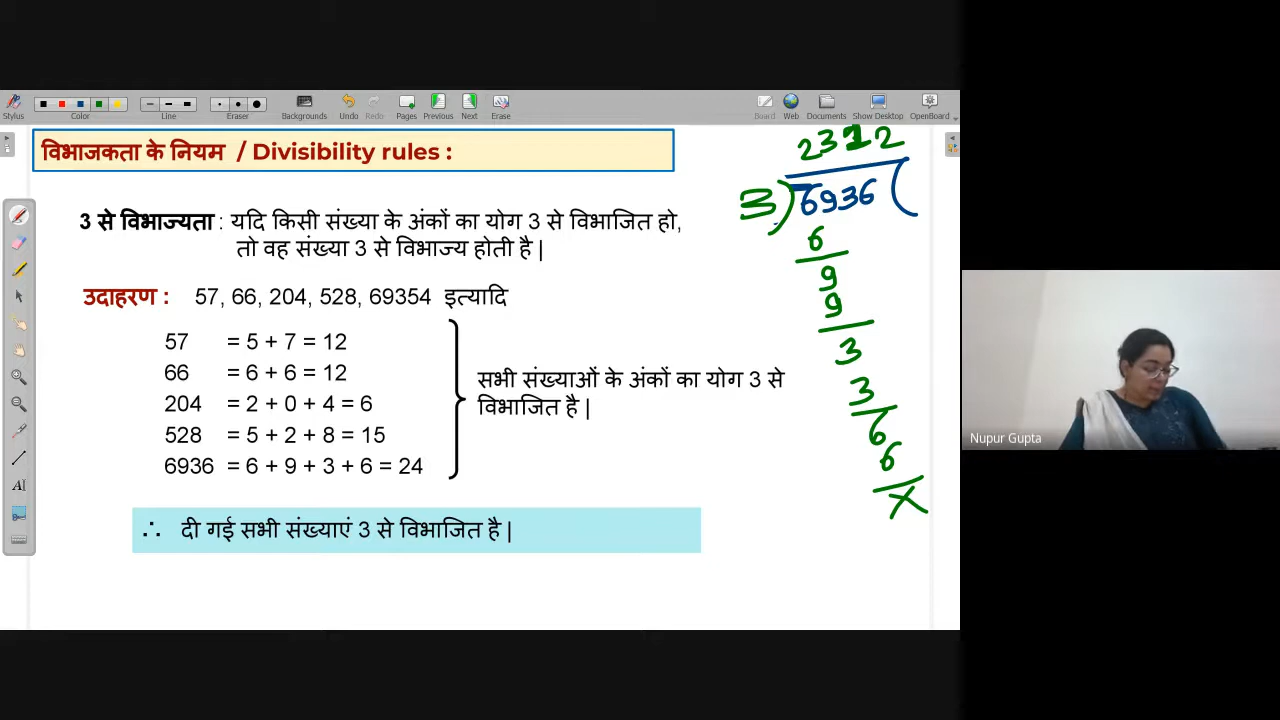 Stylus
Line
Eraser
Backgrounds
Undo
Redo
Pages
Previous
Next
Erase
Board
Web
Documents
Show Desktop
OpenBoard
विभाजकता के नियम / Divisibility rules :
3 से विभाज्यता : यदि किसी संख्या के अंकों का योग 3 से विभाजित हो,
तो वह संख्या 3 से विभाज्य होती है |
उदाहरण : 57, 66, 204, 528, 69354 इत्यादि
57 = 5 + 7 = 12
66 = 6 + 6 = 12
204 = 2 + 0 + 4 = 6
528 = 5 + 2 + 8 = 15
6936 = 6 + 9 + 3 + 6 = 24
सभी संख्याओं के अंकों का योग 3 से
विभाजित है |
∴ दी गई सभी संख्याएं 3 से विभाजित है |
2312
3) 6936 (
6
9
9
3
3
6
6
X
Nupur Gupta